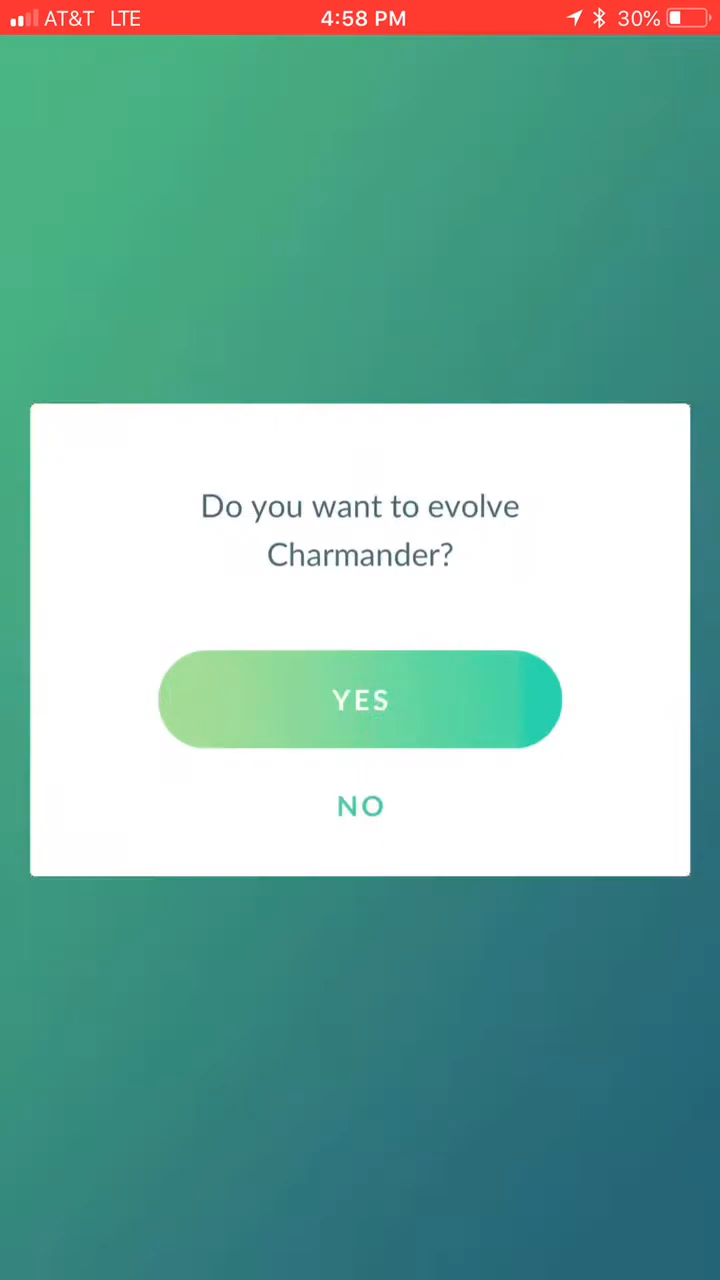 AT&T LTE 4:58 PM 30%
Do you want to evolve
Charmander?
YES
NO